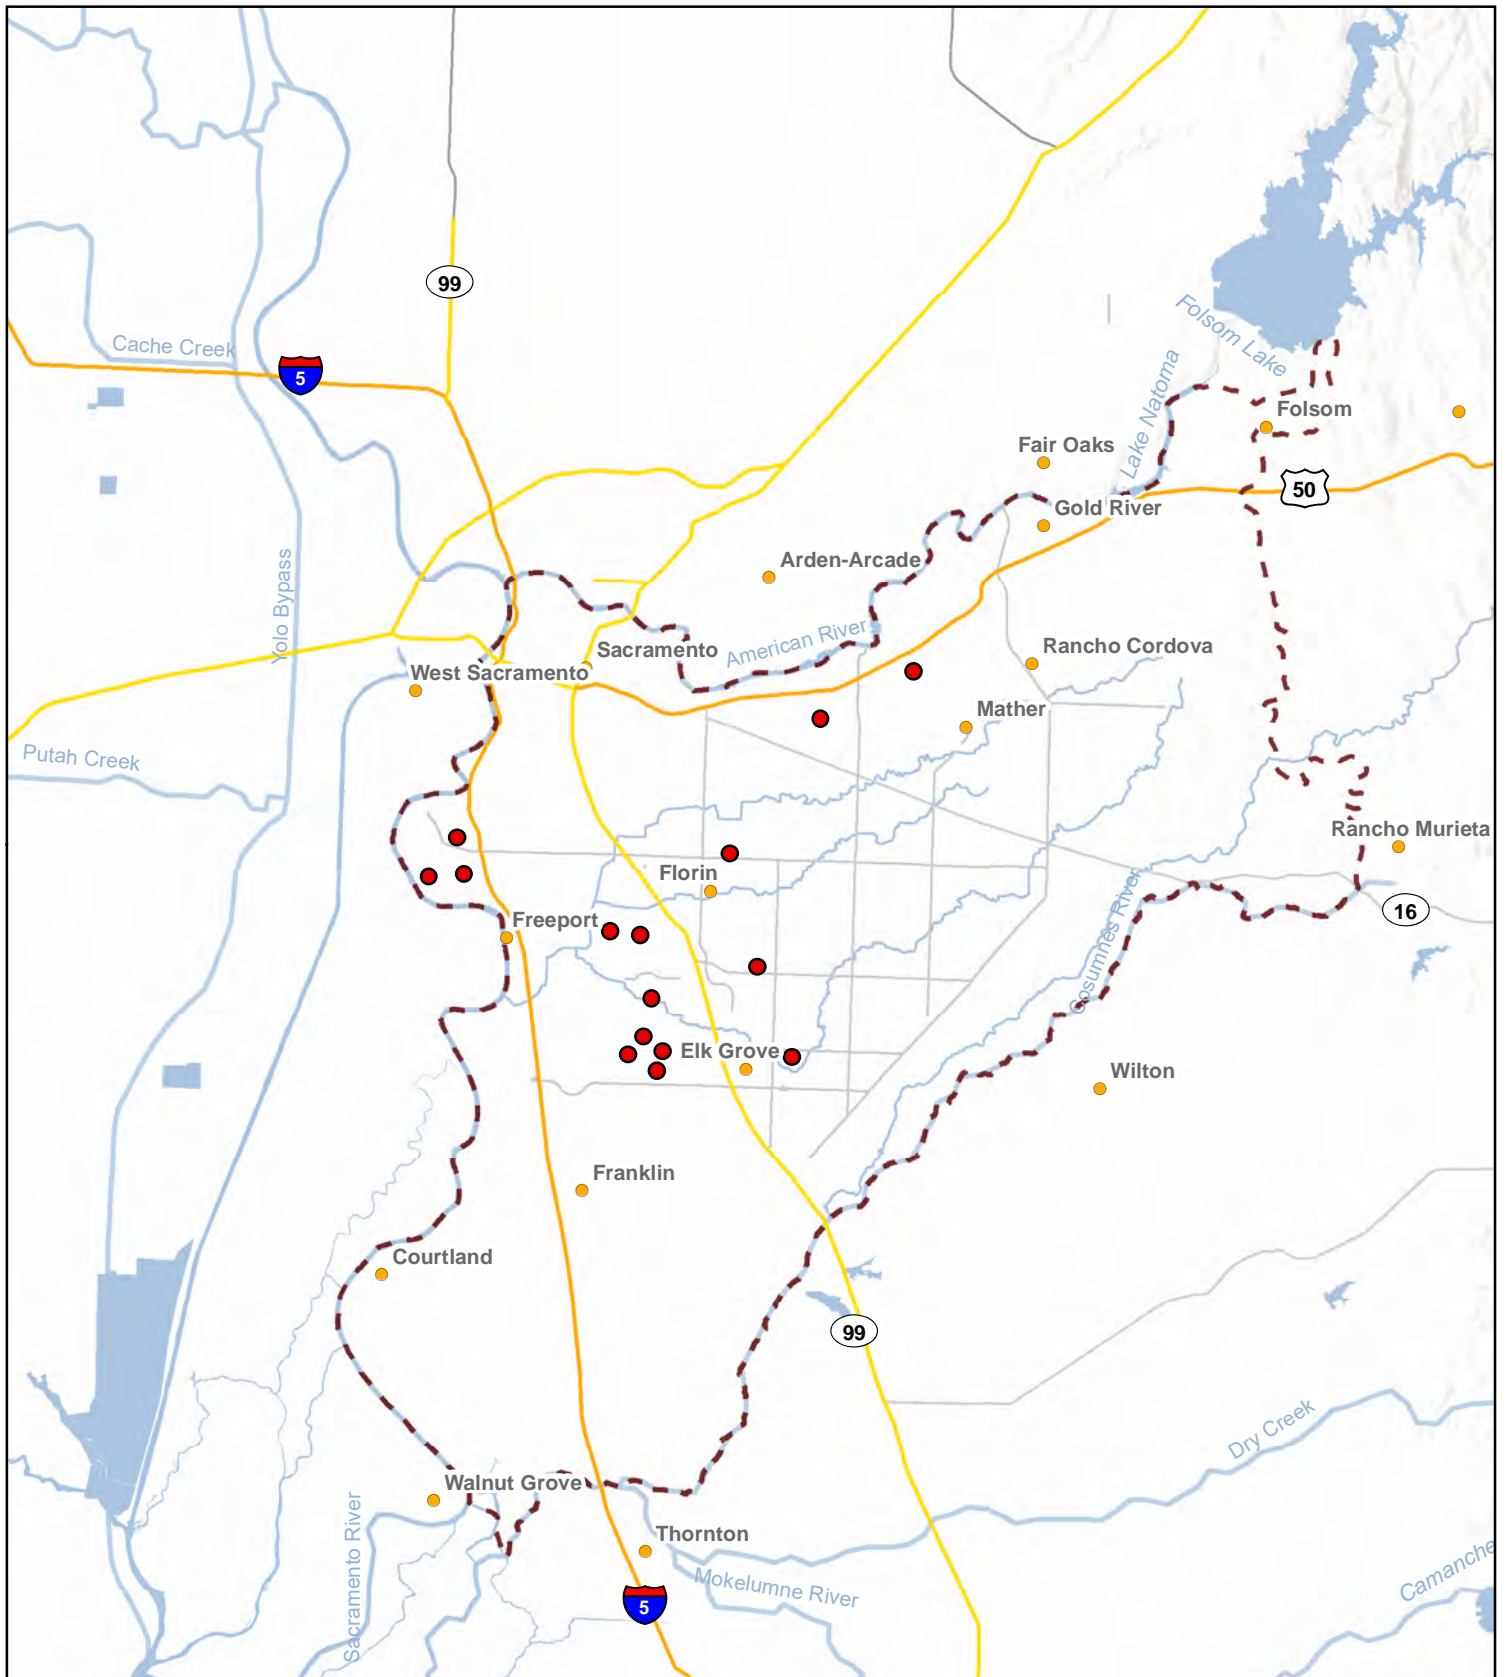 99
Cache Creek
5
Folsom Lake
Lake Natoma
Folsom
Fair Oaks
50
Gold River
Arden-Arcade
Yolo Bypass
American River
Sacramento
Rancho Cordova
West Sacramento
Mather
Putah Creek
Rancho Murieta
Florin
Cosumnes River
16
Freeport
Elk Grove
Wilton
Franklin
Courtland
99
Dry Creek
Walnut Grove
Sacramento River
Thornton
Camanche
Mokelumne River
5